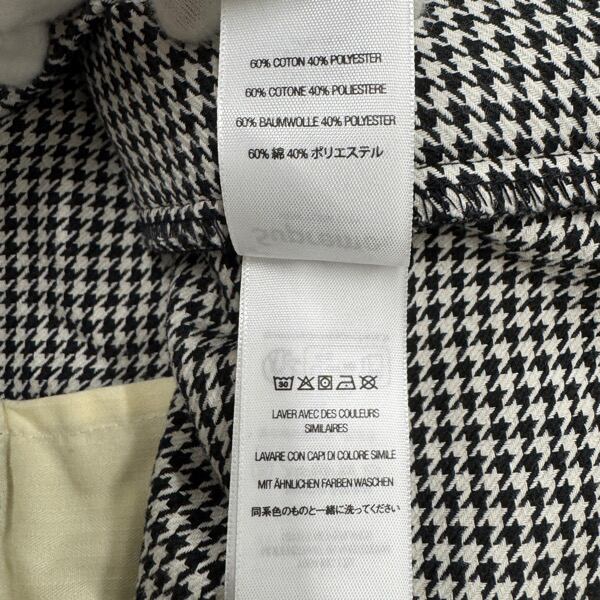 60% COTTON 40% POLYESTER
60% COTONE 40% POLIESTERE
60% BAUMWOLLE 40% POLYESTER
60% 綿 40% ポリエステル
Supreme
LAVER AVEC DES COULEURS
SIMILAIRES
LAVARE CON CAPI DI COLORE SIMILE
MIT ÄHNLICHEN FARBEN WASCHEN
同系色のものと一緒に洗ってください